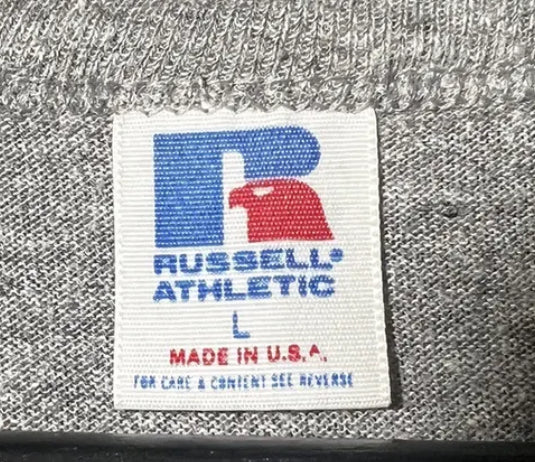 RUSSELL®
ATHLETIC
L
MADE IN U.S.A.
FOR CARE & CONTENT SEE REVERSE